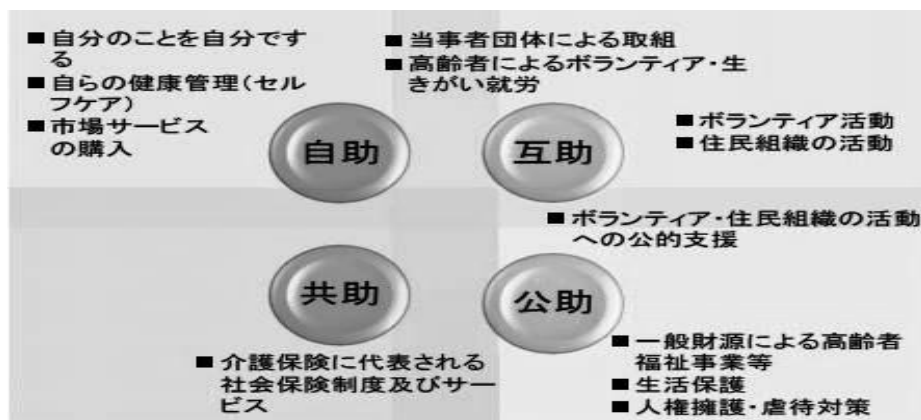 ■ 自分のことを自分です
る
■ 自らの健康管理(セル
フケア)
■ 市場サービス
の購入
■ 当事者団体による取組
■ 高齢者によるボランティア・生
きがい就労
自助
互助
■ ボランティア活動
■ 住民組織の活動
■ ボランティア・住民組織の活動
への公的支援
共助
公助
■ 介護保険に代表される
社会保険制度及びサー
ビス
■ 一般財源による高齢者
福祉事業等
■ 生活保護
■ 人権擁護・虐待対策